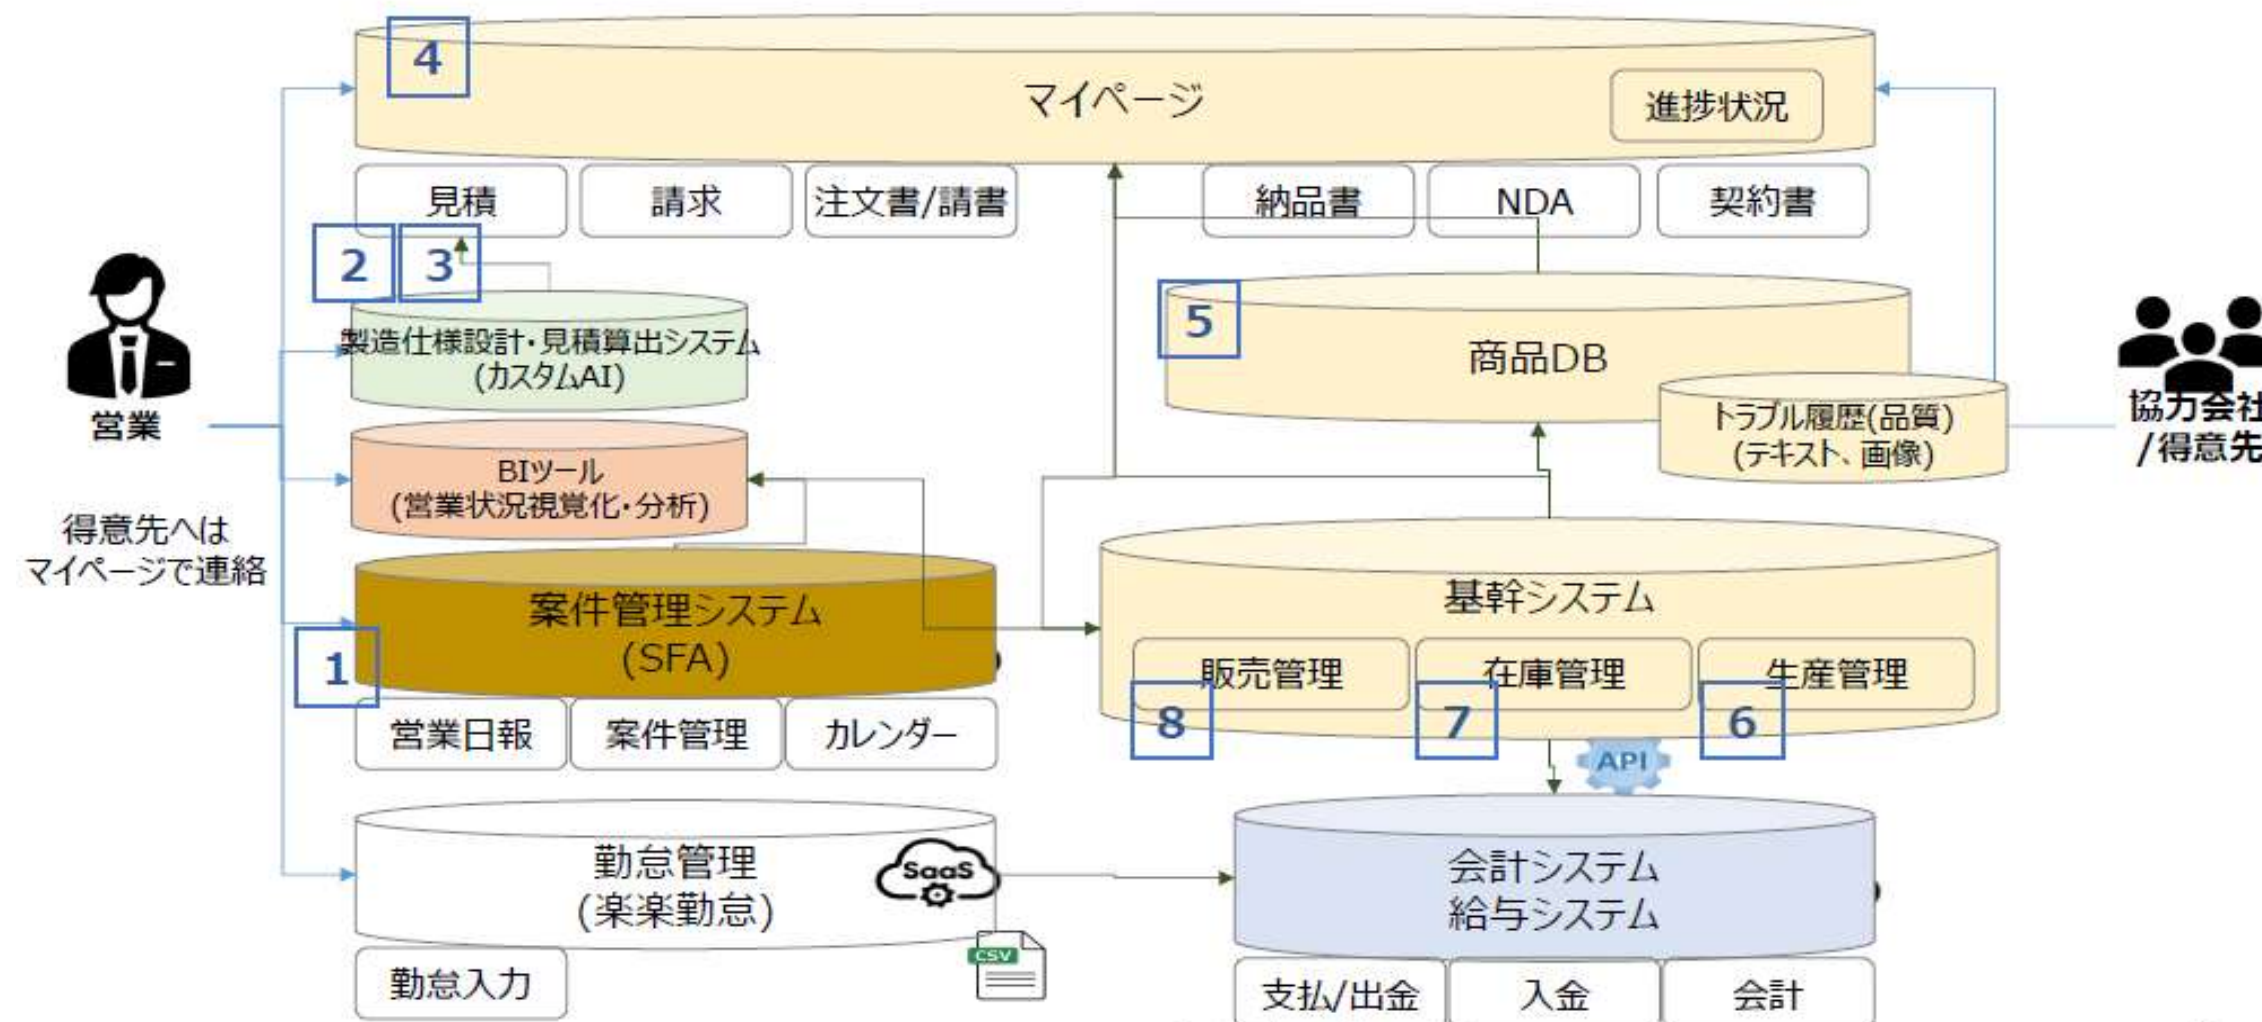 4
マイページ
進捗状況
見積
請求
注文書/請書
納品書
NDA
契約書
2
3
製造仕様設計・見積算出システム
(カスタムAI)
5
商品DB
トラブル履歴(品質)
(テキスト、画像)
営業
協力会社
/得意先
BIツール
(営業状況視覚化・分析)
得意先へは
マイページで連絡
案件管理システム
(SFA)
1
営業日報
案件管理
カレンダー
基幹システム
販売管理
在庫管理
生産管理
8
7
6
API
勤怠管理
(楽楽勤怠)
SaaS
CSV
勤怠入力
会計システム
給与システム
支払/出金
入金
会計